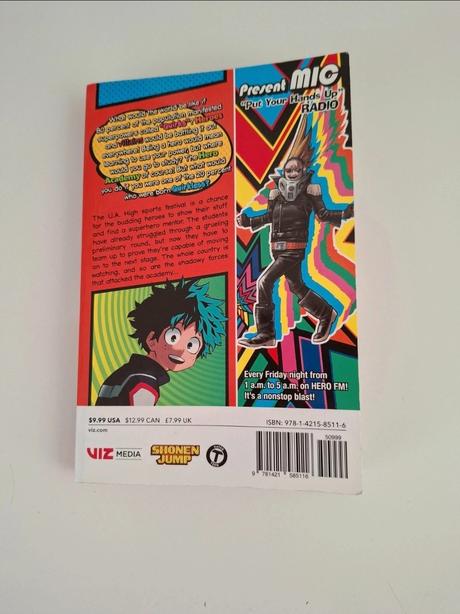 What would the world be like if
80 percent of the population manifested
superpowers called "Quirks"? Heroes
and villains would be battling it out
everywhere! Being a hero would mean
learning to use your power, but where
would you go to study? The Hero
Academy of course! But what would
you do if you were one of the 20 percent
who were born Quirkless?
The U.A. High sports festival is a chance
for the budding heroes to show their stuff
and find a superhero mentor. The students
have already struggled through a grueling
preliminary round, but now they have to
team up to prove they're capable of moving
on to the next stage. The whole country is
watching, and so are the shadowy forces
that attacked the academy...
Present MIC
"Put Your Hands Up"
RADIO
Every Friday night from
1 a.m. to 5 a.m. on HERO FM!
It's a nonstop blast!
$9.99 USA $12.99 CAN £7.99 UK
viz.com
VIZ MEDIA
SHONEN
JUMP
T
ISBN: 978-1-4215-8511-6
50999
9 781421 585116